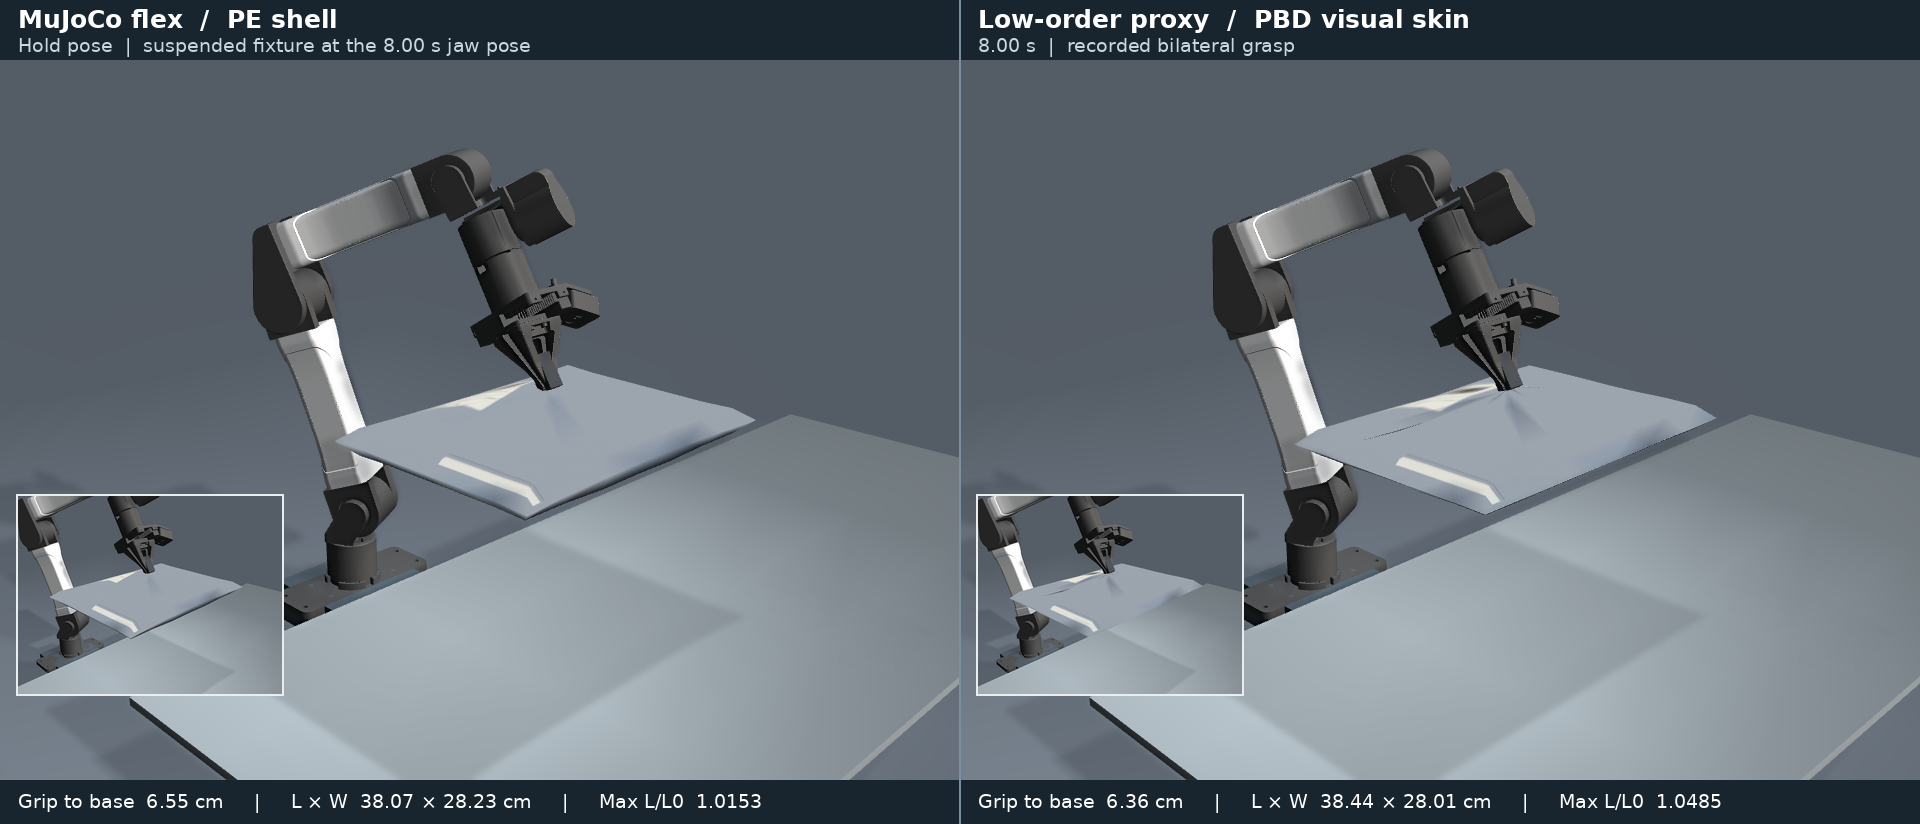 MuJoCo flex / PE shell
Hold pose | suspended fixture at the 8.00 s jaw pose
Low-order proxy / PBD visual skin
8.00 s | recorded bilateral grasp
Grip to base 6.55 cm | L × W 38.07 × 28.23 cm | Max L/L0 1.0153
Grip to base 6.36 cm | L × W 38.44 × 28.01 cm | Max L/L0 1.0485